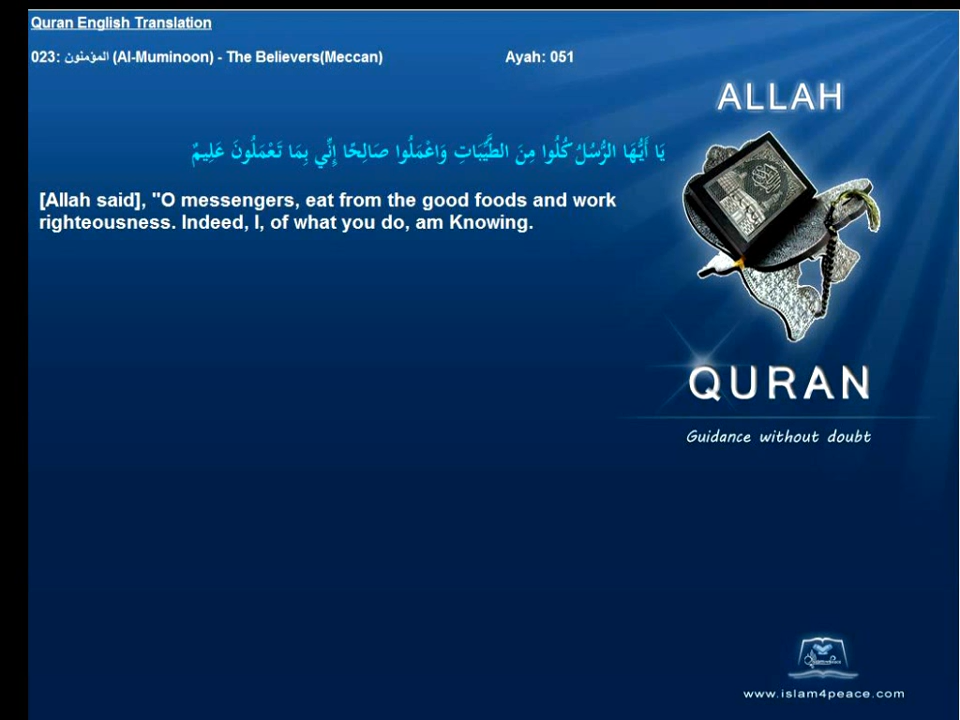 Quran English Translation
023: المؤمنون (Al-Muminoon) - The Believers(Meccan) Ayah: 051
ALLAH
يَا أَيُّهَا الرُّسُلُ كُلُوا مِنَ الطَّيِّبَاتِ وَاعْمَلُوا صَالِحًا إِنِّي بِمَا تَعْمَلُونَ عَلِيمٌ
[Allah said], "O messengers, eat from the good foods and work
righteousness. Indeed, I, of what you do, am Knowing.
QURAN
Guidance without doubt
www.islam4peace.com